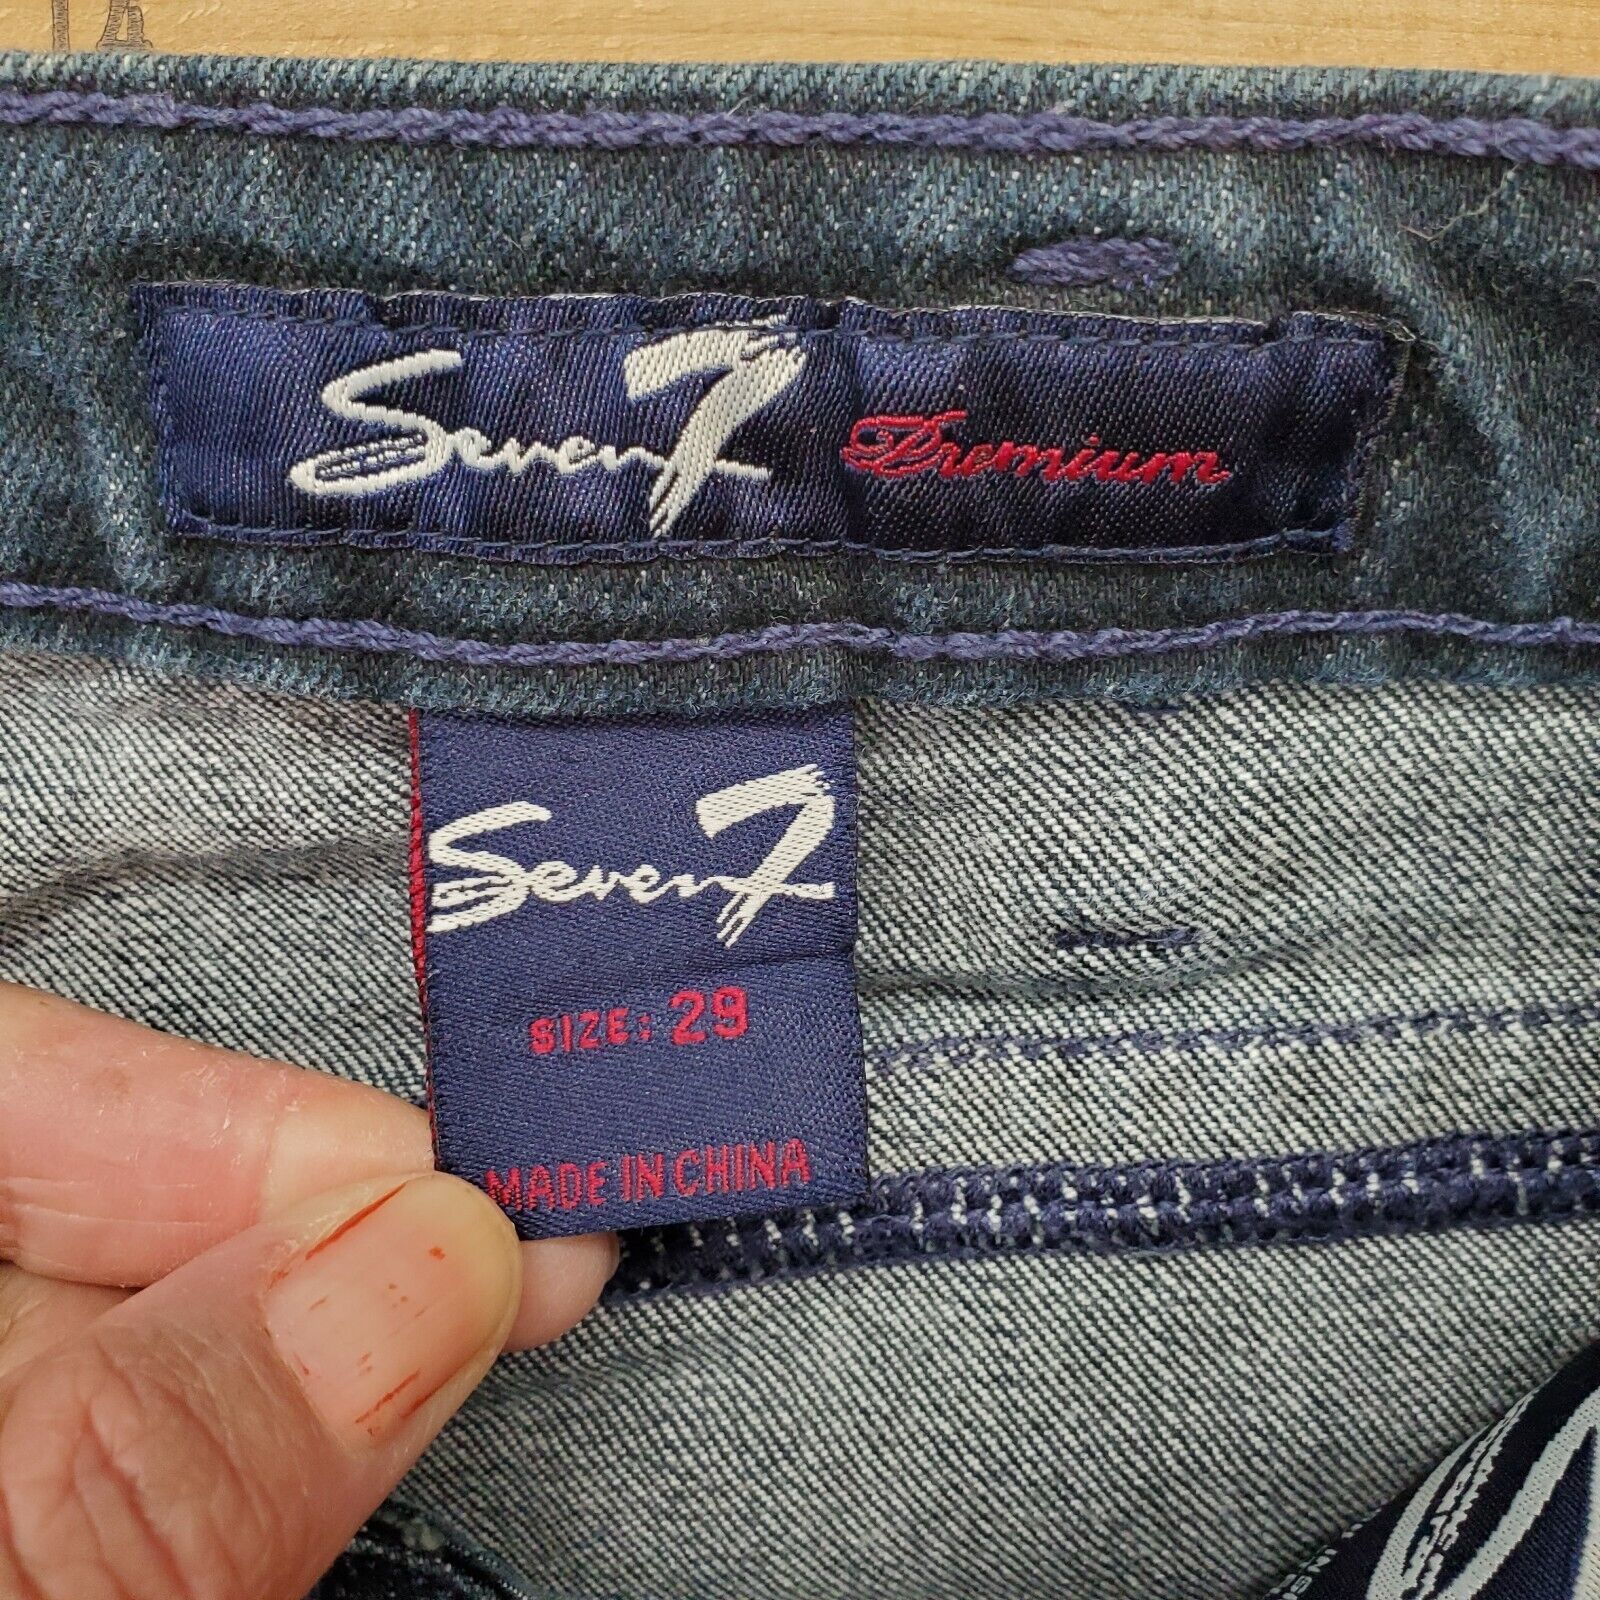 Seven7 Premium
Seven7
SIZE: 29
MADE IN CHINA